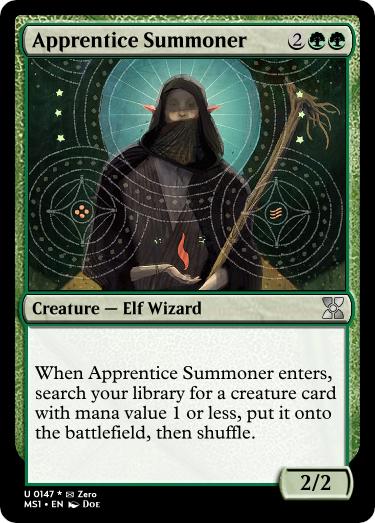 Apprentice Summoner 2
Creature — Elf Wizard
When Apprentice Summoner enters,
search your library for a creature card
with mana value 1 or less, put it onto
the battlefield, then shuffle.
2/2
U 0147 * Zero
MS1 • EN Doe